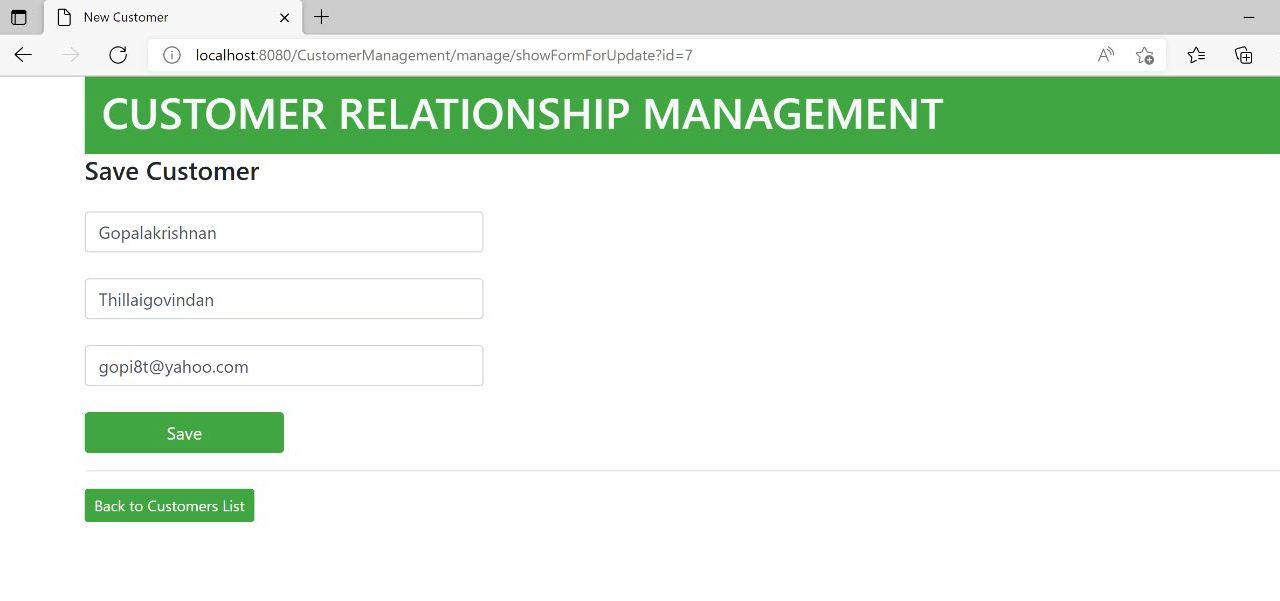 New Customer
localhost:8080/CustomerManagement/manage/showFormForUpdate?id=7
CUSTOMER RELATIONSHIP MANAGEMENT
Save Customer
Gopalakrishnan
Thillaigovindan
gopi8t@yahoo.com
Save
Back to Customers List